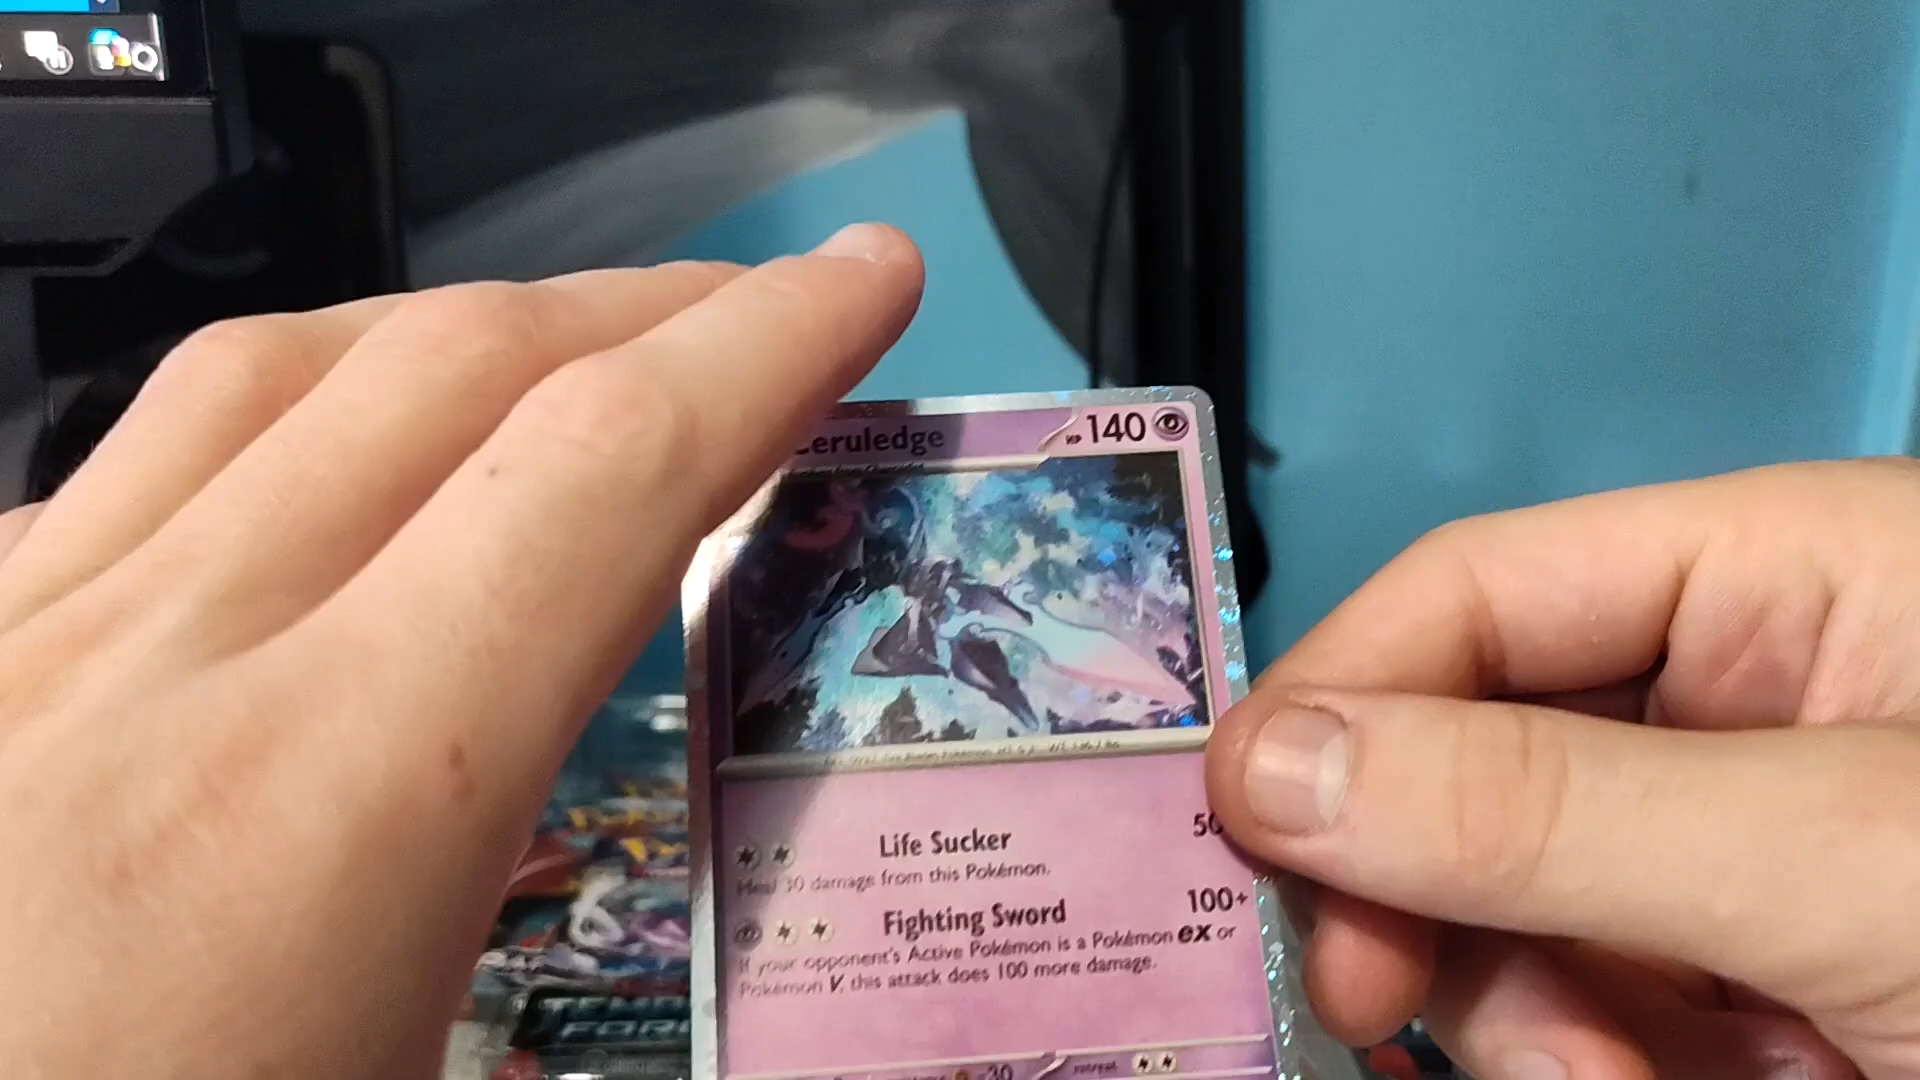 Ceruledge
HP 140
Life Sucker
50
Heal 30 damage from this Pokémon.
Fighting Sword
100+
If your opponent's Active Pokémon is a Pokémon ex or
Pokémon V, this attack does 100 more damage.
-30
retreat